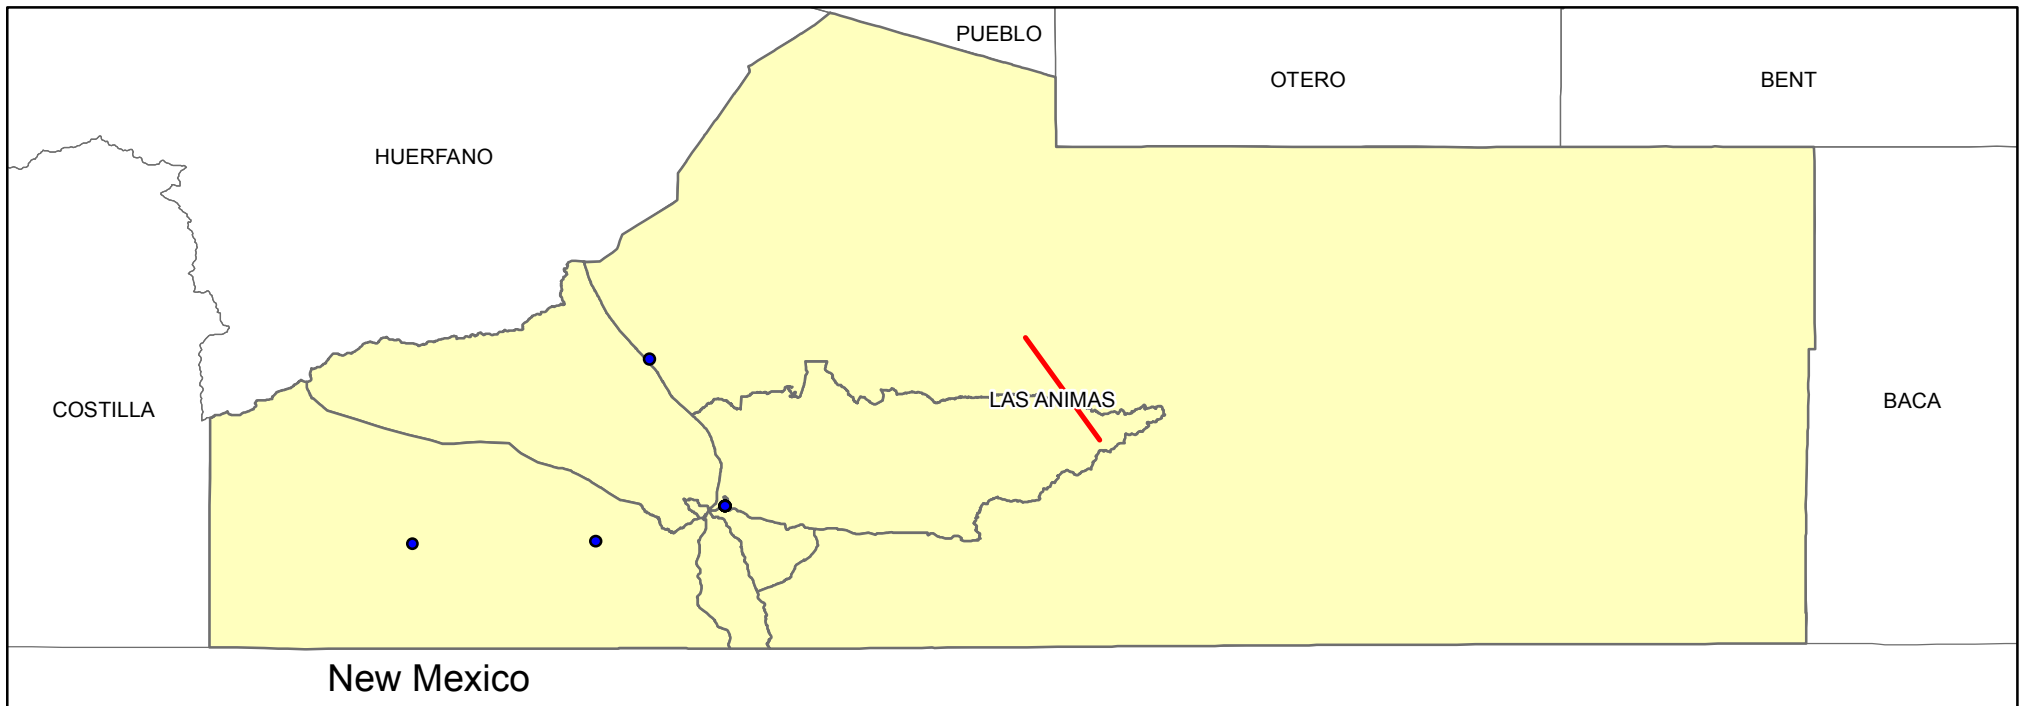 PUEBLO
OTERO
BENT
HUERFANO
LAS ANIMAS
COSTILLA
BACA
New Mexico